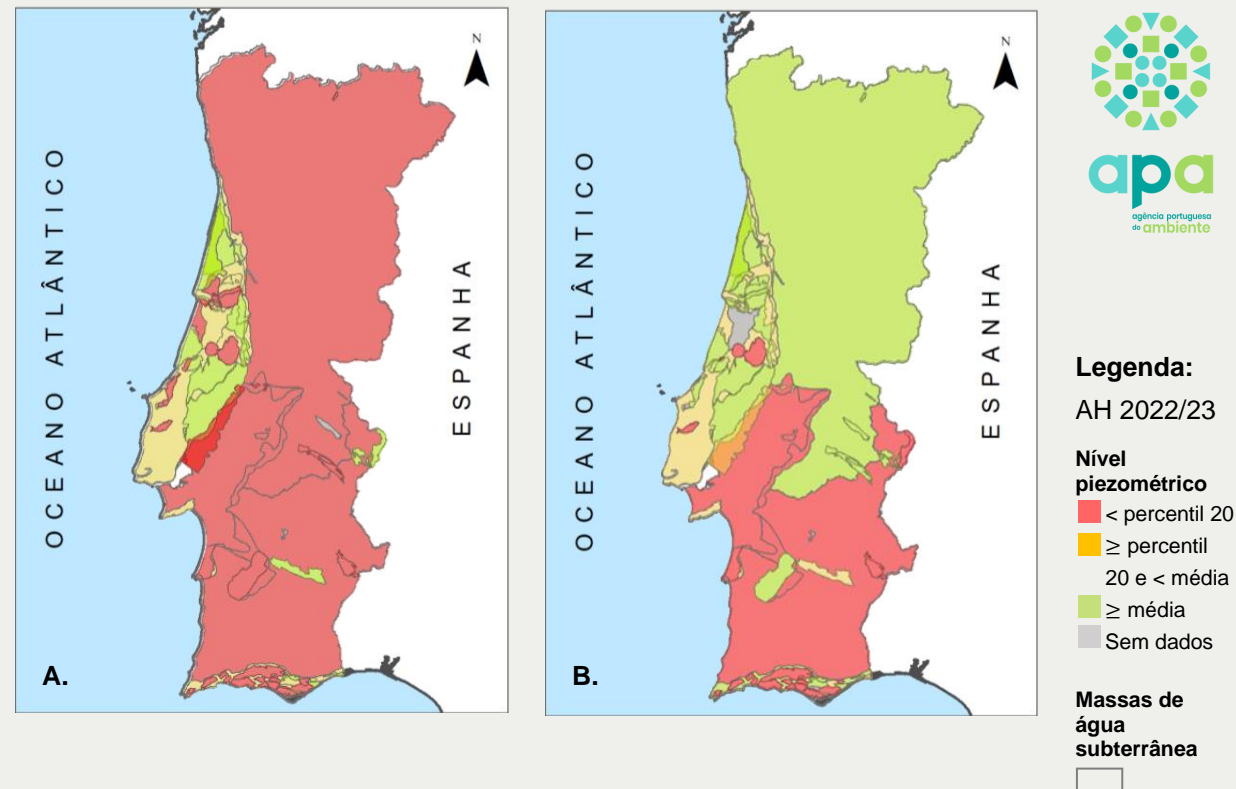 N
OCEANO ATLÂNTICO
ESPANHA
A.
N
OCEANO ATLÂNTICO
ESPANHA
B.
apa
agência portuguesa
do ambiente
Legenda:
AH 2022/23
Nível
piezométrico
< percentil 20
≥ percentil
20 e < média
≥ média
Sem dados
Massas de
água
subterrânea